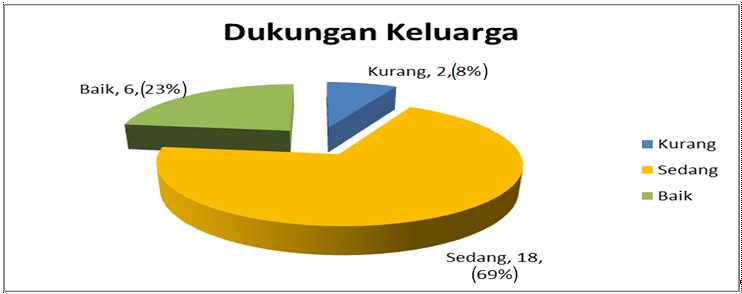 Dukungan Keluarga
Kurang, 2,(8%)
Baik, 6,(23%)
Kurang
Sedang
Baik
Sedang, 18,
(69%)